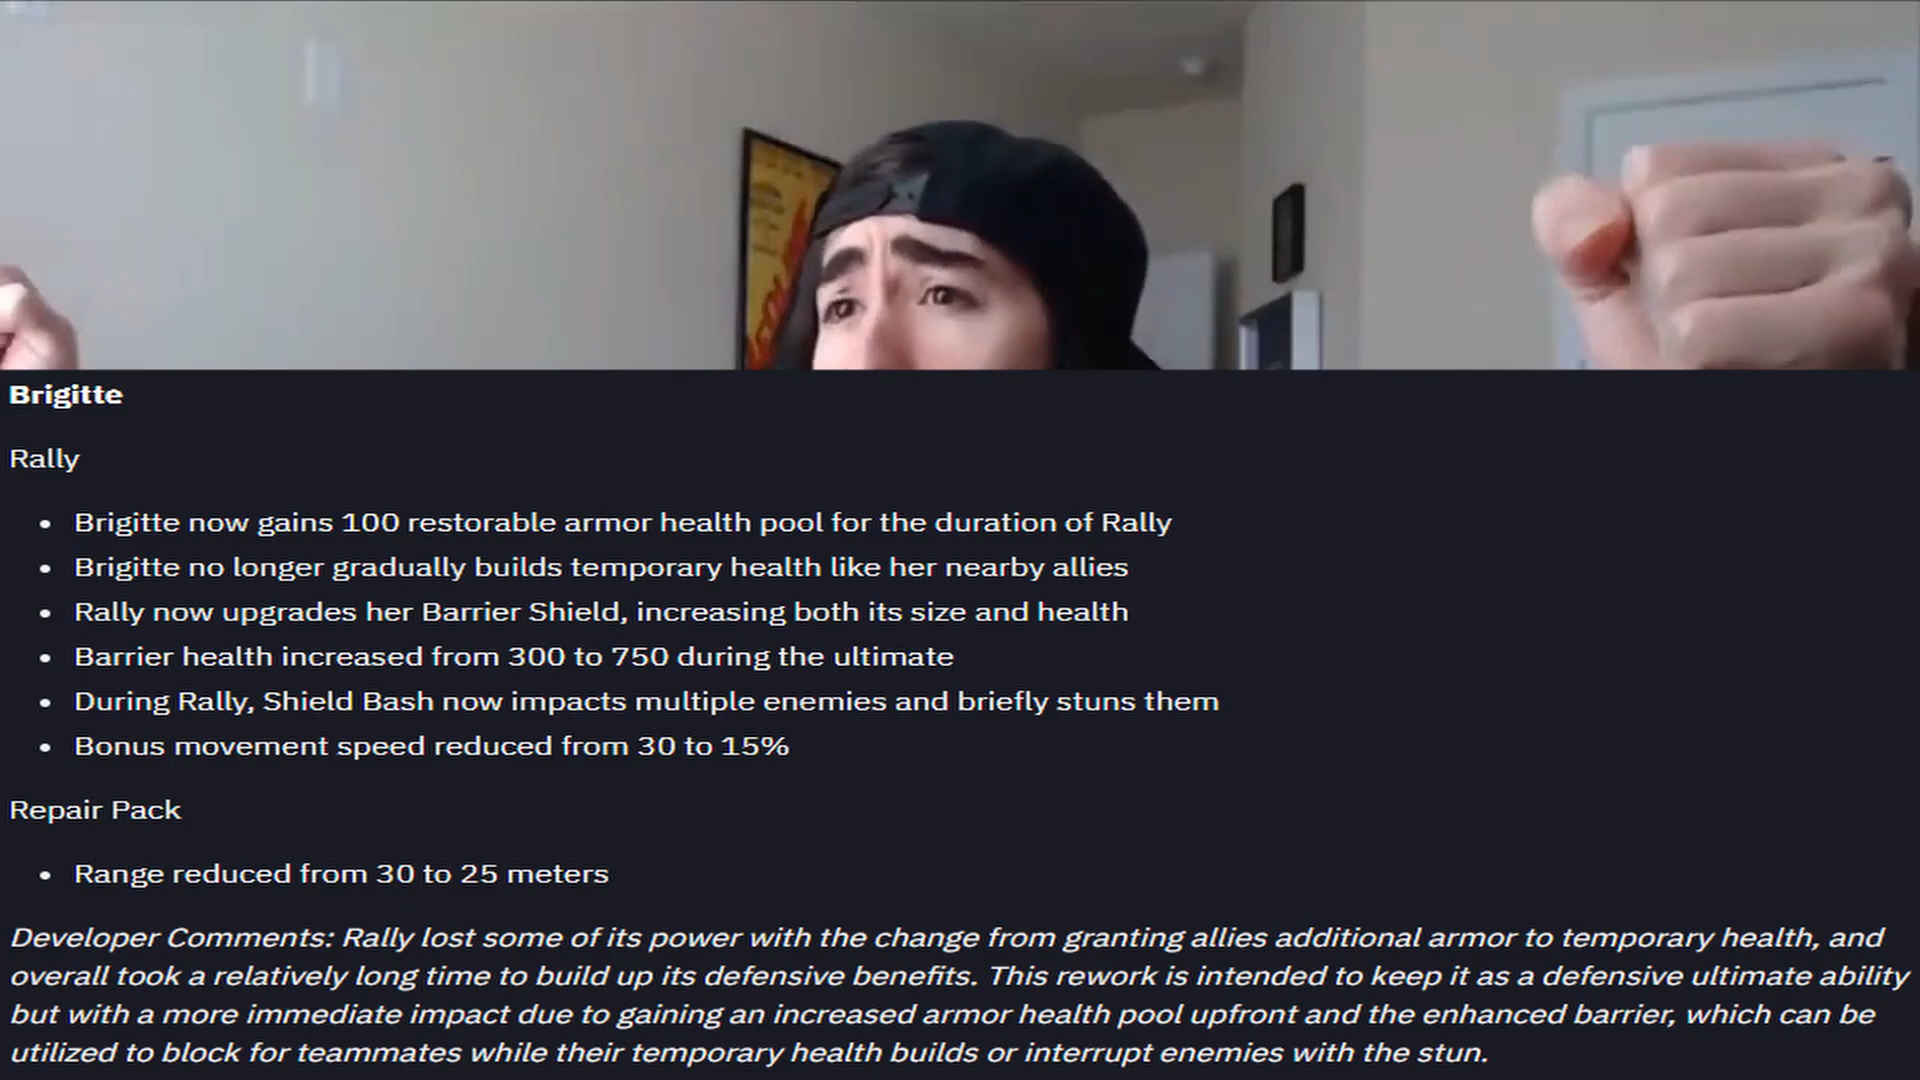 Brigitte
Rally
• Brigitte now gains 100 restorable armor health pool for the duration of Rally
• Brigitte no longer gradually builds temporary health like her nearby allies
• Rally now upgrades her Barrier Shield, increasing both its size and health
• Barrier health increased from 300 to 750 during the ultimate
• During Rally, Shield Bash now impacts multiple enemies and briefly stuns them
• Bonus movement speed reduced from 30 to 15%
Repair Pack
• Range reduced from 30 to 25 meters
Developer Comments: Rally lost some of its power with the change from granting allies additional armor to temporary health, and
overall took a relatively long time to build up its defensive benefits. This rework is intended to keep it as a defensive ultimate ability
but with a more immediate impact due to gaining an increased armor health pool upfront and the enhanced barrier, which can be
utilized to block for teammates while their temporary health builds or interrupt enemies with the stun.